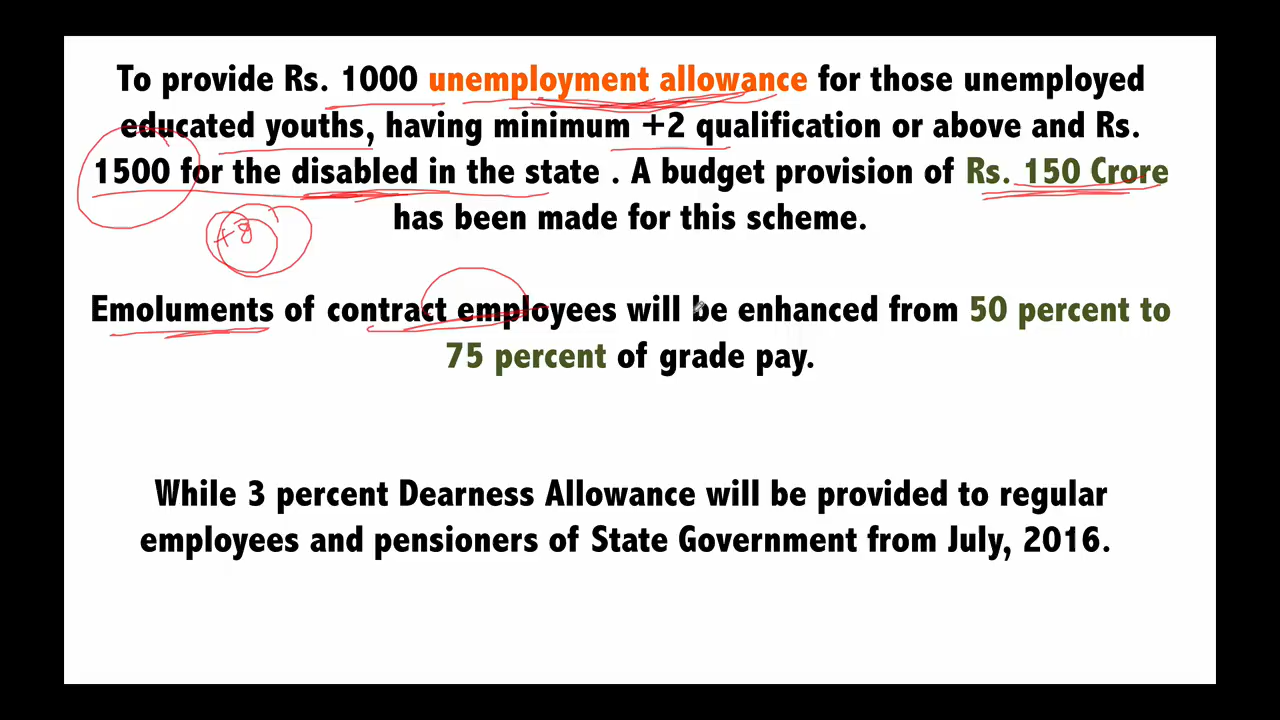 To provide Rs. 1000 unemployment allowance for those unemployed
educated youths, having minimum +2 qualification or above and Rs.
1500 for the disabled in the state . A budget provision of Rs. 150 Crore
has been made for this scheme.
+8
Emoluments of contract employees will be enhanced from 50 percent to
75 percent of grade pay.
While 3 percent Dearness Allowance will be provided to regular
employees and pensioners of State Government from July, 2016.